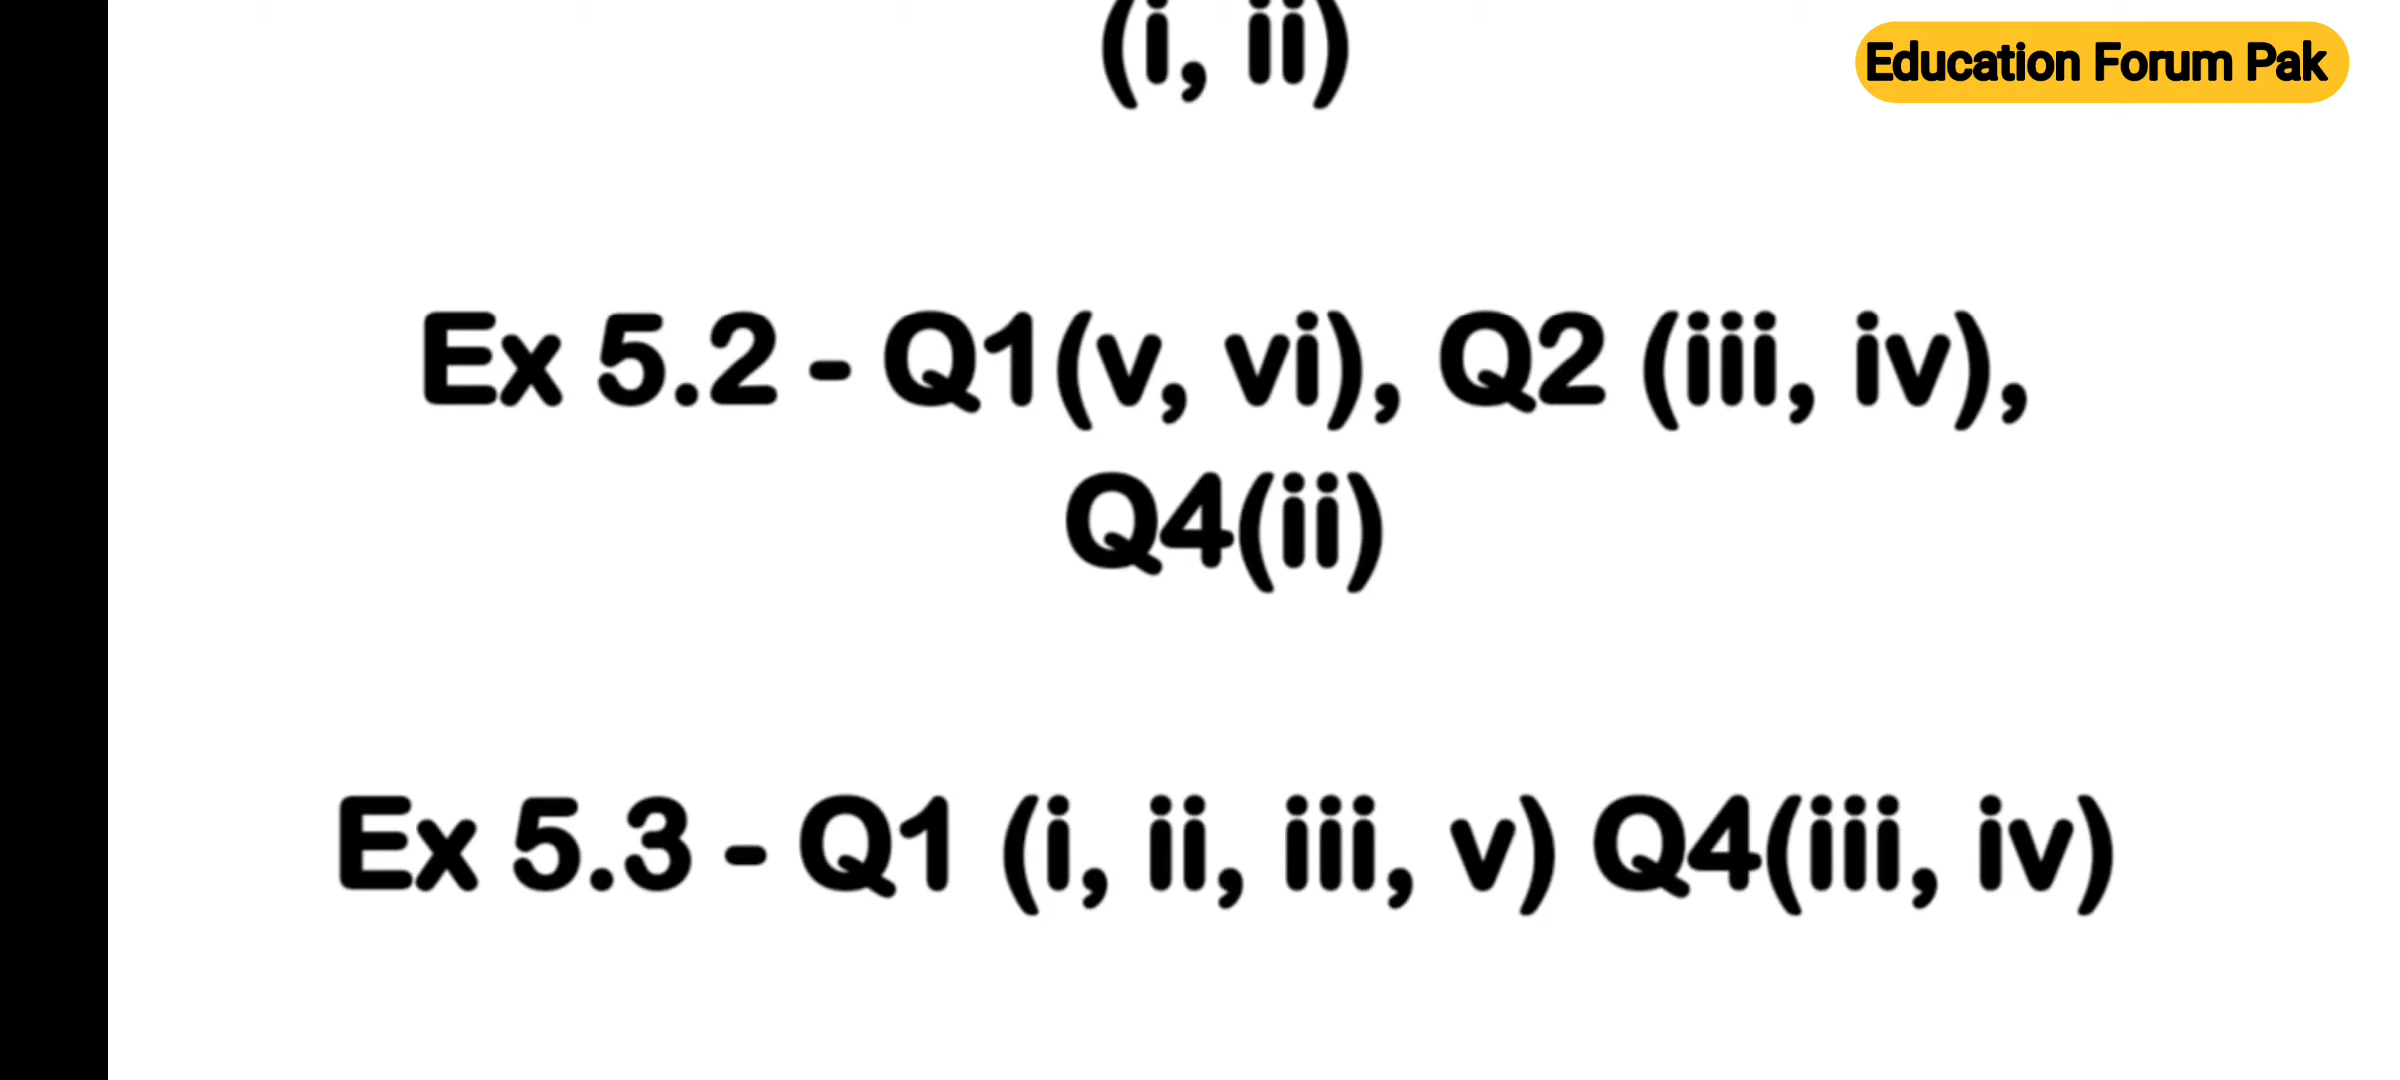 (i, ii)
Education Forum Pak
Ex 5.2 - Q1(v, vi), Q2 (iii, iv),
Q4(ii)
Ex 5.3 - Q1 (i, ii, iii, v) Q4(iii, iv)